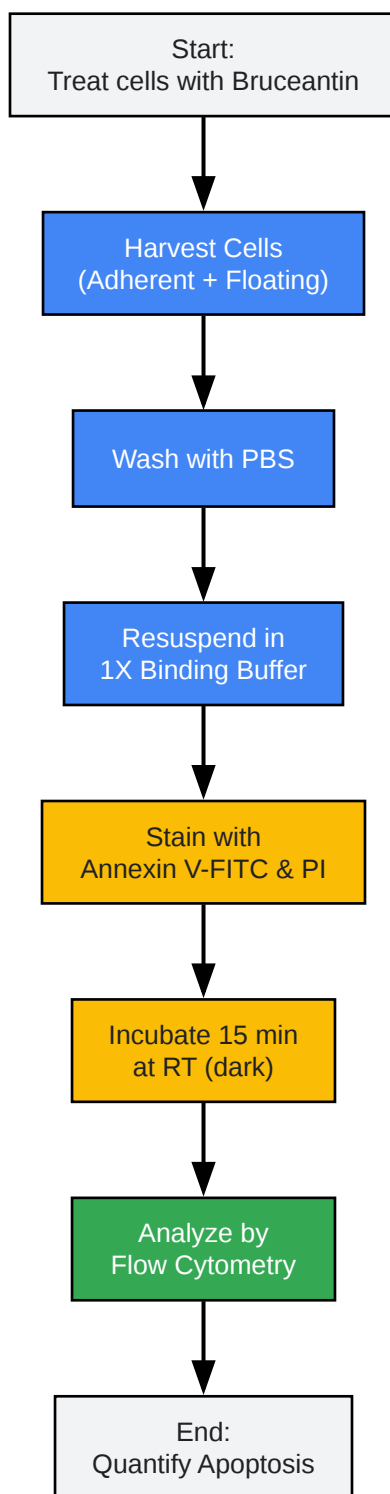 Start:
Treat cells with Bruceantin
Harvest Cells
(Adherent + Floating)
Wash with PBS
Resuspend in
1X Binding Buffer
Stain with
Annexin V-FITC & PI
Incubate 15 min
at RT (dark)
Analyze by
Flow Cytometry
End:
Quantify Apoptosis